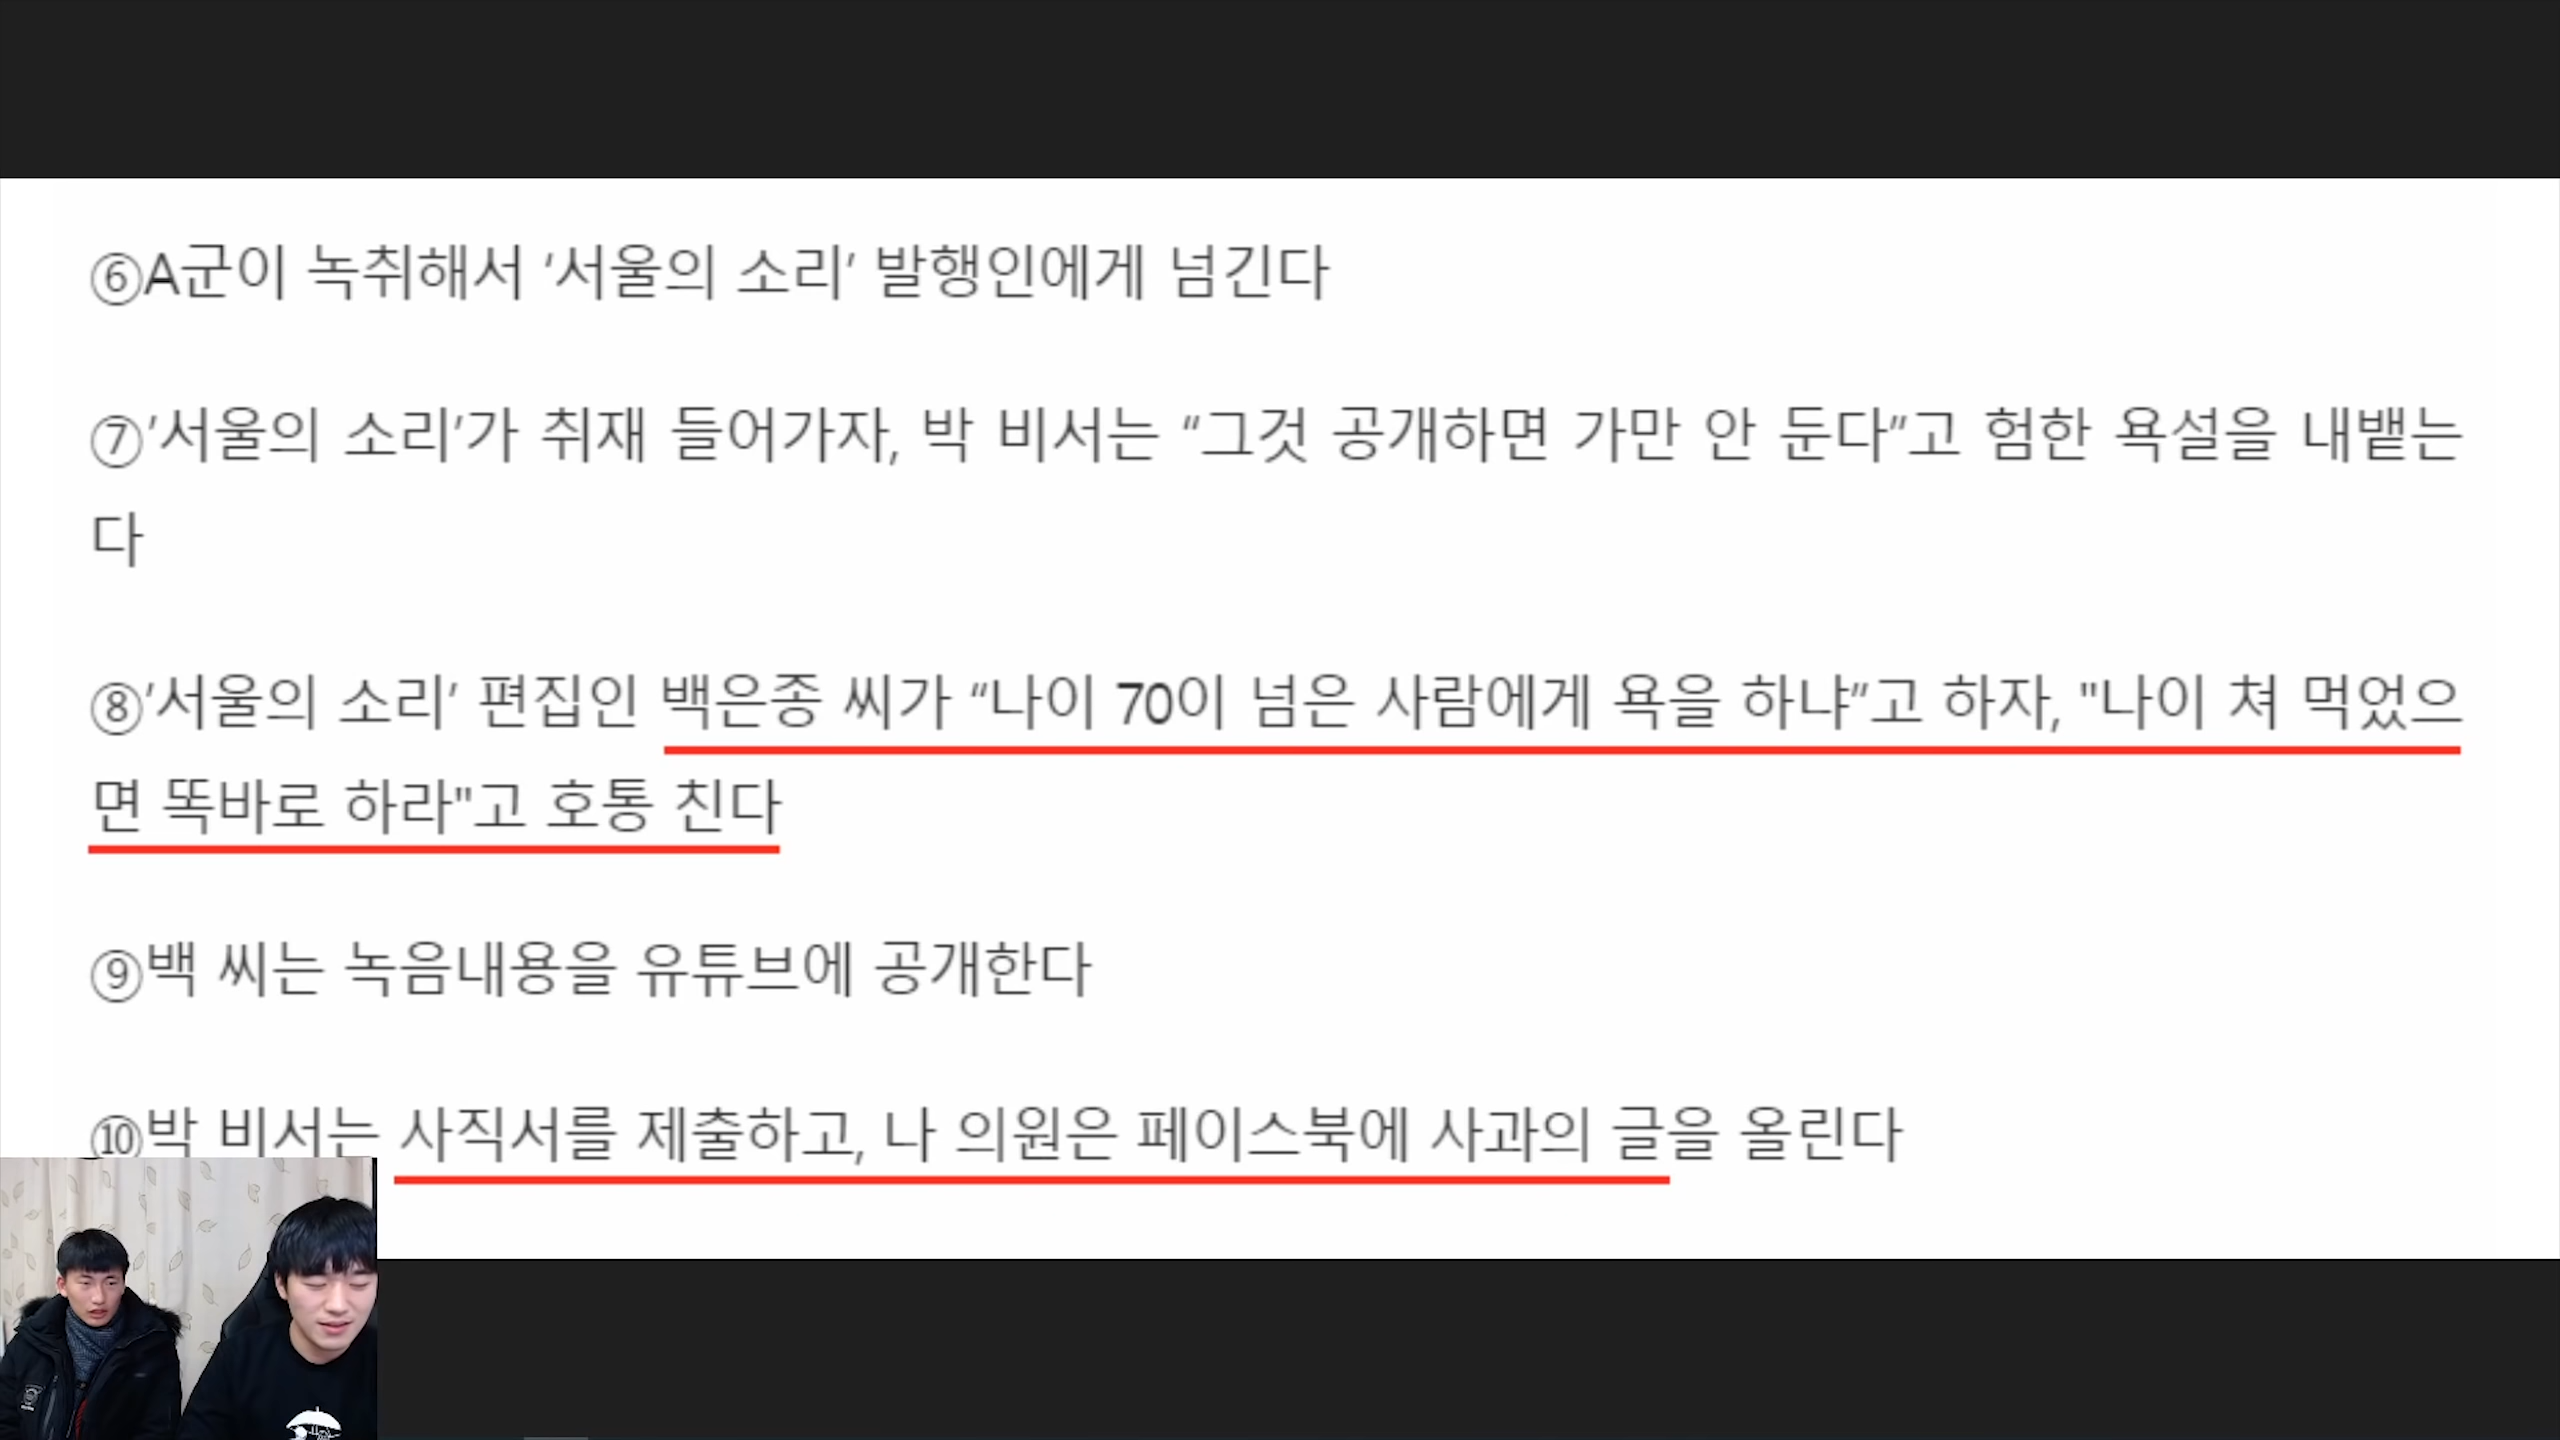 ⑥A군이 녹취해서 ‘서울의 소리’ 발행인에게 넘긴다
⑦‘서울의 소리’가 취재 들어가자, 박 비서는 “그것 공개하면 가만 안 둔다”고 험한 욕설을 내뱉는
다
⑧‘서울의 소리’ 편집인 백은종 씨가 “나이 70이 넘은 사람에게 욕을 하냐”고 하자, "나이 쳐 먹었으
면 똑바로 하라"고 호통 친다
⑨백 씨는 녹음내용을 유튜브에 공개한다
⑩박 비서는 사직서를 제출하고, 나 의원은 페이스북에 사과의 글을 올린다